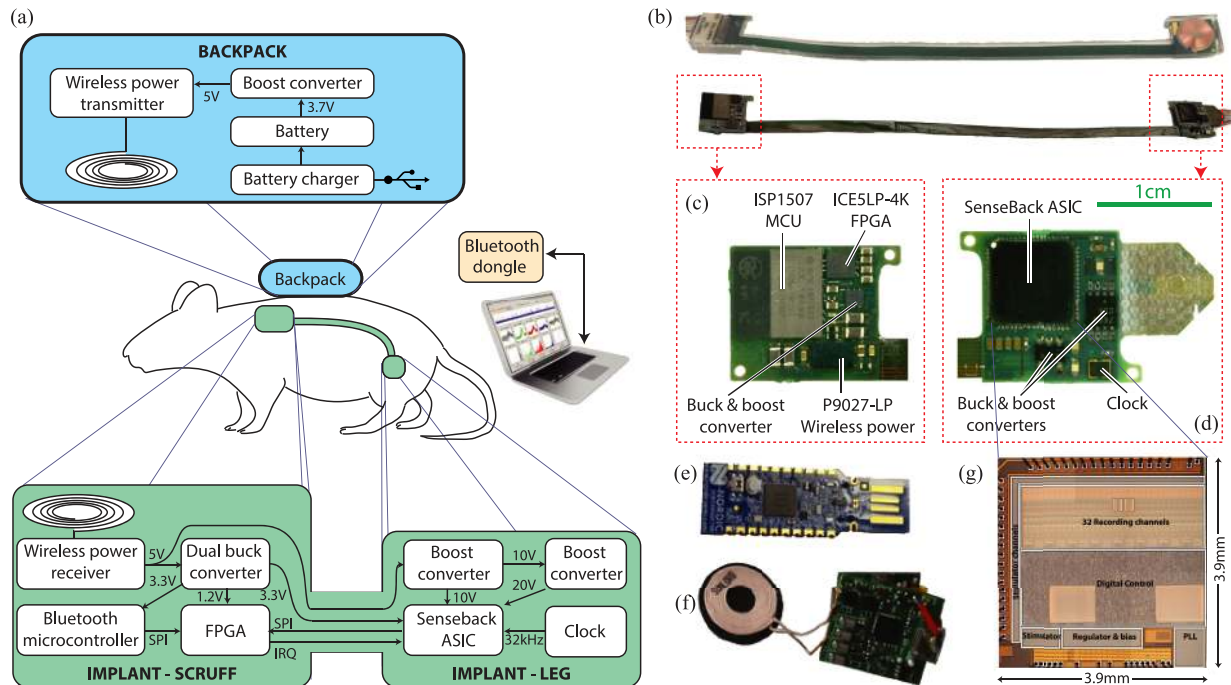 (a)
BACKPACK
Wireless power
transmitter
5V
Boost converter
3.7V
Battery
Battery charger
Backpack
Bluetooth
dongle
Wireless power
receiver
5V
Dual buck
converter
3.3V
1.2V
3.3V
Bluetooth
microcontroller
SPI
FPGA
SPI
IRQ
IMPLANT - SCRUFF
Boost
converter
10V
Boost
converter
10V
20V
Senseback
ASIC
32kHz
Clock
IMPLANT - LEG
(b)
(c)
ISP1507
MCU
ICE5LP-4K
FPGA
Buck & boost
converter
P9027-LP
Wireless power
SenseBack ASIC
1cm
Buck & boost
converters
Clock
(d)
(e)
NORDIC
(f)
(g)
Stimulator channels
32 Recording channels
Digital Control
Stimulator
Regulator & bias
PLL
3.9mm
3.9mm